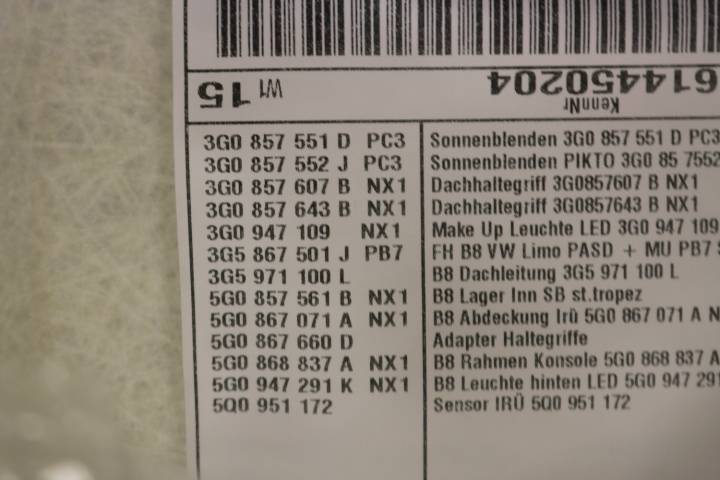 614450204
KennNr
15 W1
3G0 857 551 D PC3 Sonnenblenden 3G0 857 551 D PC3
3G0 857 552 J PC3 Sonnenblenden PIKTO 3G0 85 7552
3G0 857 607 B NX1 Dachhaltegriff 3G0857607 B NX1
3G0 857 643 B NX1 Dachhaltegriff 3G0857643 B NX1
3G0 947 109 NX1 Make Up Leuchte LED 3G0 947 109
3G5 867 501 J PB7 FH B8 VW Limo PASD + MU PB7
3G5 971 100 L B8 Dachleitung 3G5 971 100 L
5G0 857 561 B NX1 B8 Lager Inn SB st.tropez
5G0 867 071 A NX1 B8 Abdeckung Irü 5G0 867 071 A N
5G0 867 660 D Adapter Haltegriffe
5G0 868 837 A NX1 B8 Rahmen Konsole 5G0 868 837 A
5G0 947 291 K NX1 B8 Leuchte hinten LED 5G0 947 291
5Q0 951 172 Sensor IRÜ 5Q0 951 172